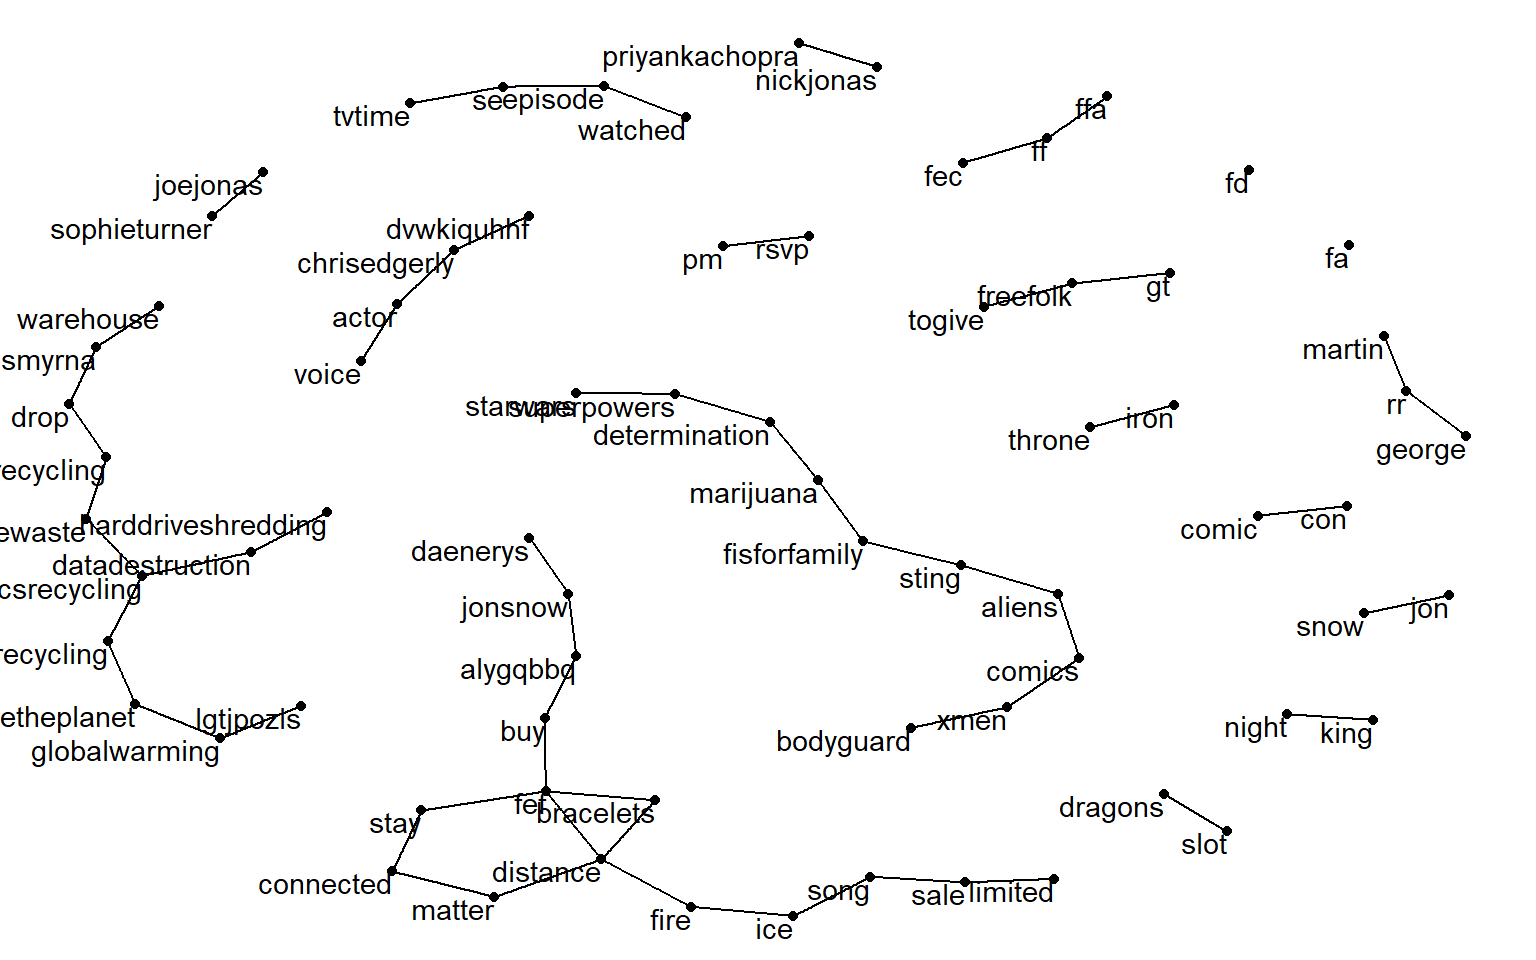 priyankachopra
nickjonas
tvtime
se
episode
watched
ffa
ff
fec
fd
joejonas
sophieturner
dvwkiquhhf
chrisedgerly
actor
voice
pm
rsvp
fa
freefolk
gt
togive
warehouse
smyrna
drop
recycling
ewaste
harddriveshredding
datadestruction
csrecycling
recycling
etheplanet
lgtjpozls
globalwarming
martin
rr
george
starwars
superpowers
determination
marijuana
fisforfamily
sting
aliens
comics
xmen
bodyguard
throne
iron
comic
con
snow
jon
night
king
daenerys
jonsnow
alygqbbq
buy
bracelets
stay
distance
connected
matter
fire
ice
song
sale
limited
dragons
slot